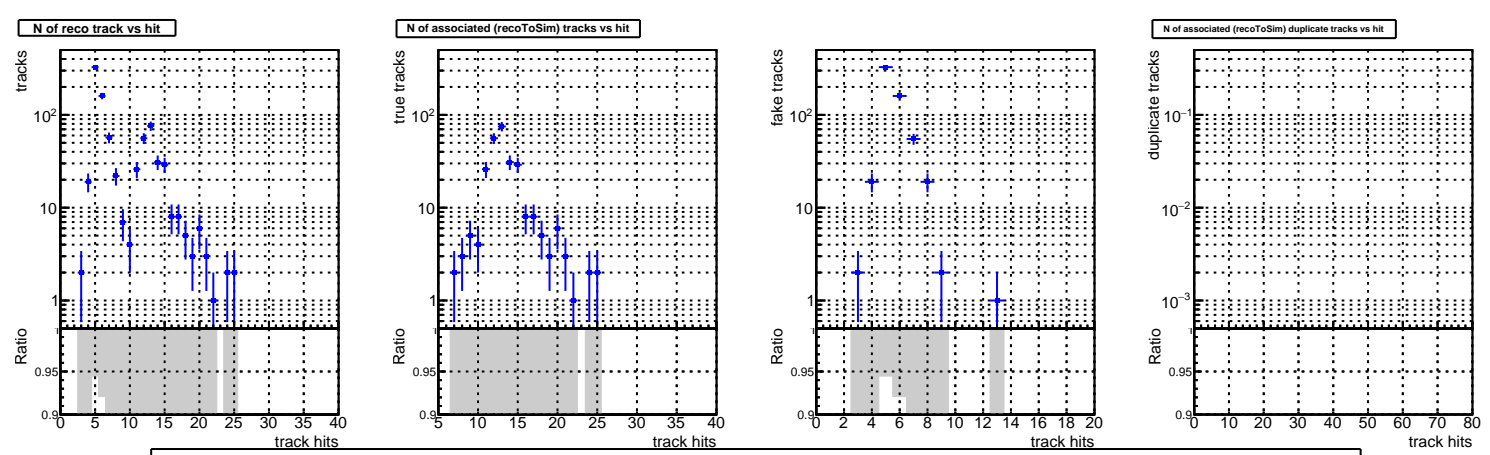 N of reco track vs hit
tracks
10²
10
1
Ratio
1
0.95
0.9
0 5 10 15 20 25 30 35 40
track hits
N of associated (recoToSim) tracks vs hit
true tracks
10²
10
1
Ratio
1
0.95
0.9
5 10 15 20 25 30 35 40
track hits
fake tracks
10²
10
1
Ratio
1
0.95
0.9
0 2 4 6 8 10 12 14 16 18 20
track hits
N of associated (recoToSim) duplicate tracks vs hit
duplicate tracks
10⁻¹
10⁻²
10⁻³
Ratio
1
0.95
0.9
0 10 20 30 40 50 60 70 80
track hits